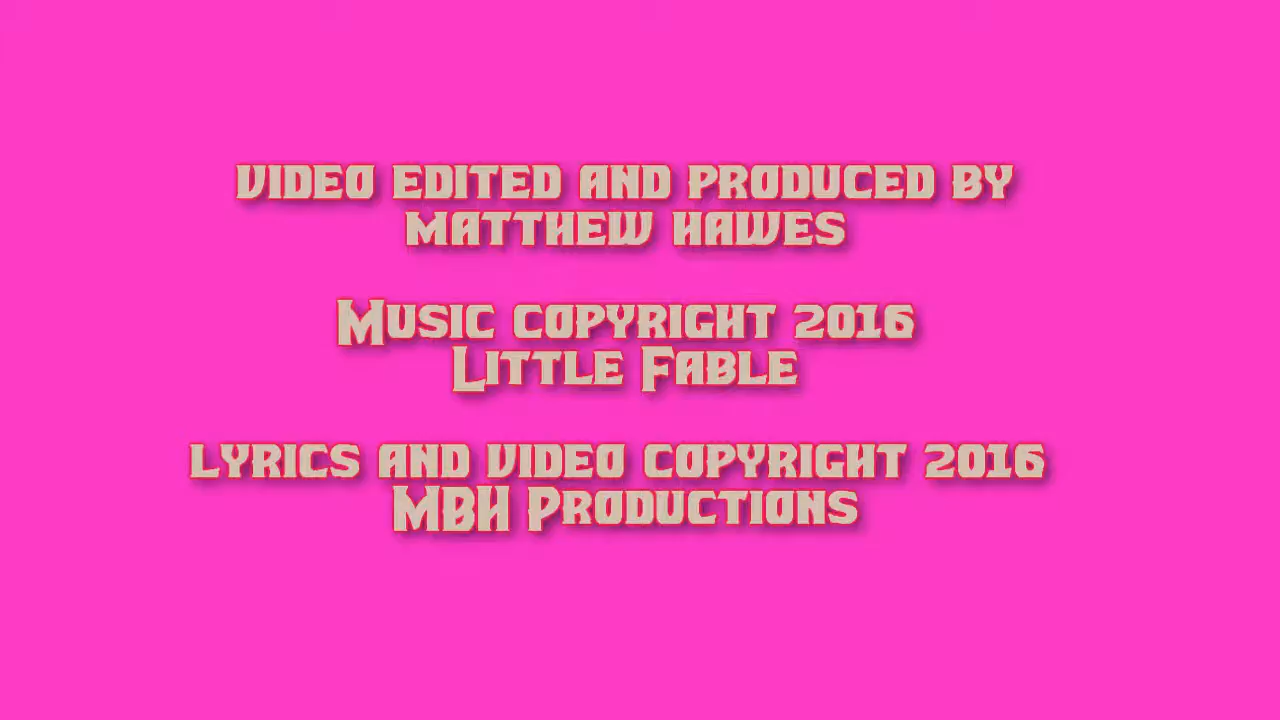 video edited and produced by
matthew hawes
Music copyright 2016
Little Fable
lyrics and video copyright 2016
MBH Productions